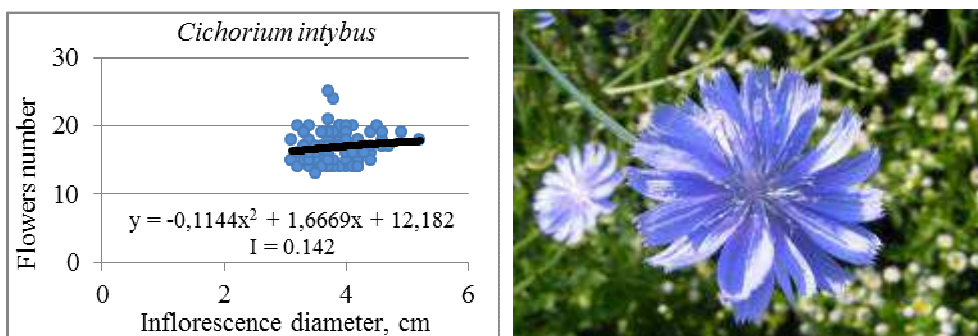 Cichorium intybus
30
20
10
0
Flowers number
y = -0,1144x² + 1,6669x + 12,182
I = 0.142
0 2 4 6
Inflorescence diameter, cm